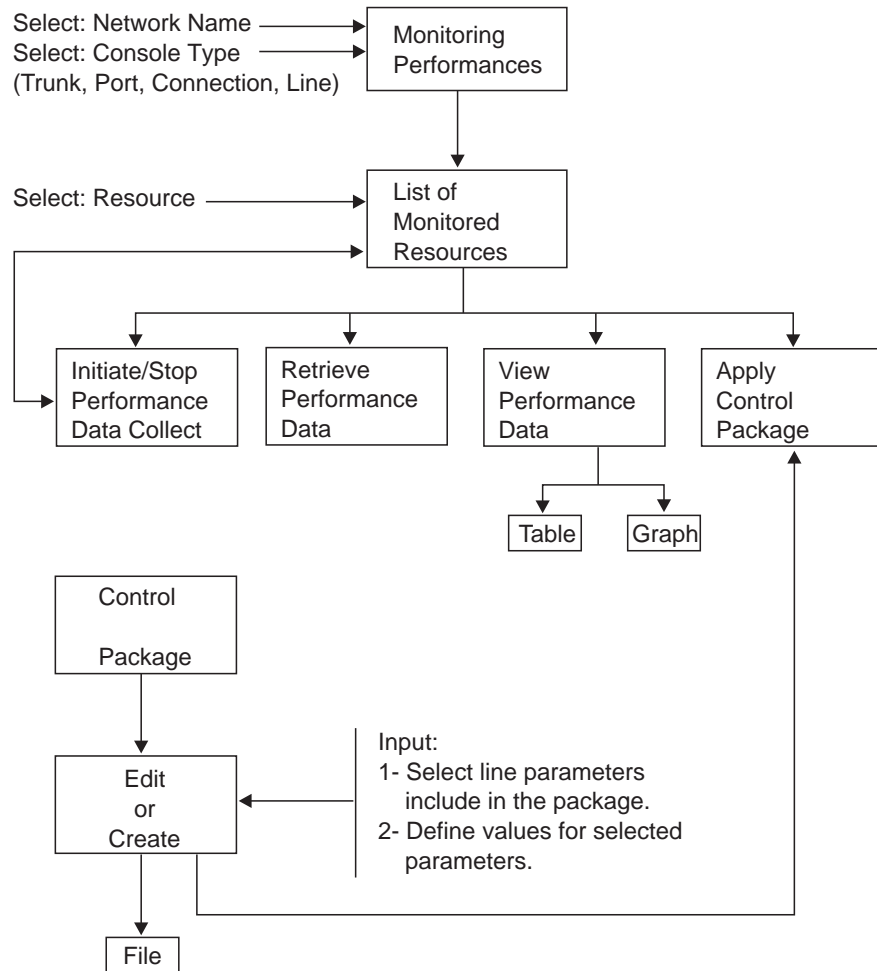 Select: Network Name
Select: Console Type
(Trunk, Port, Connection, Line)
Monitoring
Performances
Select: Resource
List of
Monitored
Resources
Initiate/Stop
Performance
Data Collect
Retrieve
Performance
Data
View
Performance
Data
Apply
Control
Package
Table
Graph
Control
Package
Edit
or
Create
Input:
1- Select line parameters
include in the package.
2- Define values for selected
parameters.
File